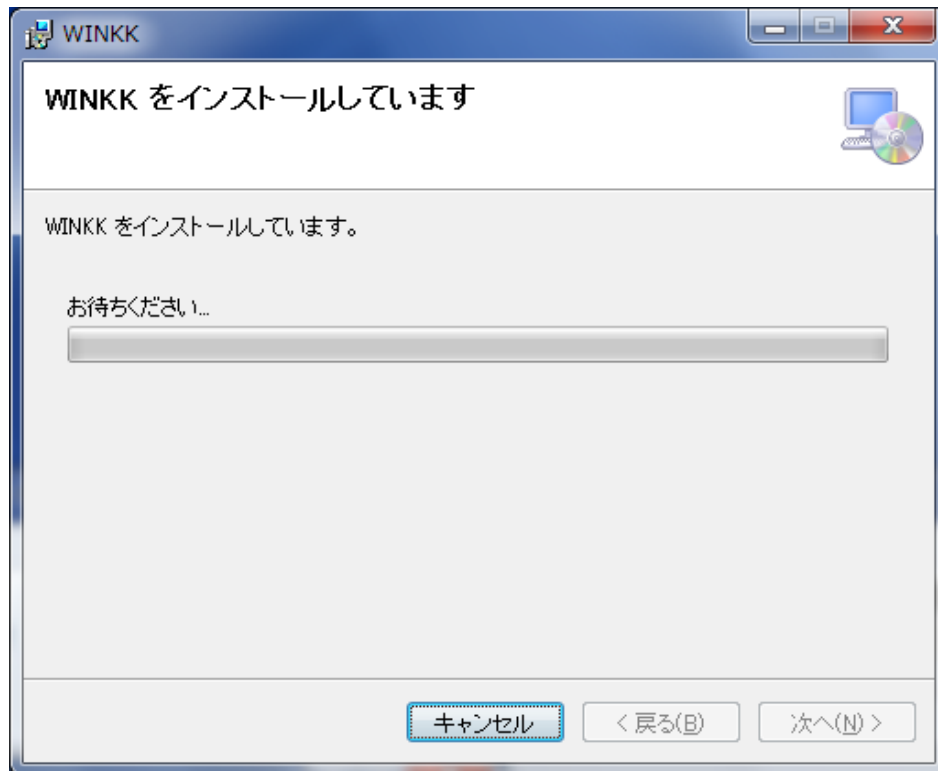 WINKK
WINKK をインストールしています
WINKK をインストールしています。
お待ちください...
キャンセル
< 戻る(B)
次へ(N) >